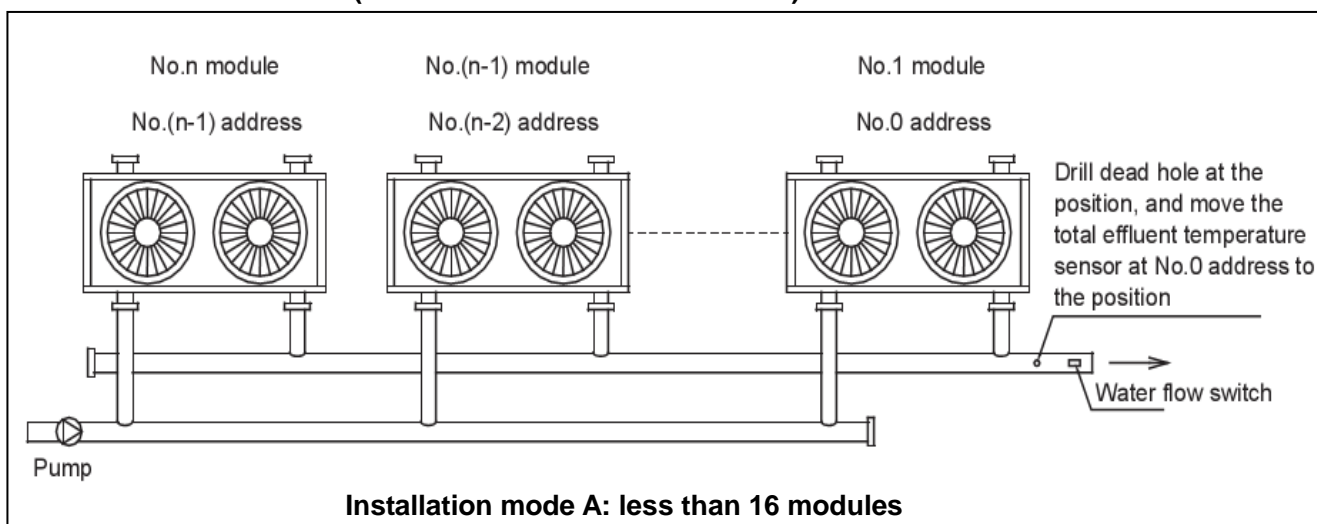 No.n module
No.(n-1) address
No.(n-1) module
No.(n-2) address
No.1 module
No.0 address
Drill dead hole at the
position, and move the
total effluent temperature
sensor at No.0 address to
the position
Water flow switch
Pump
Installation mode A: less than 16 modules